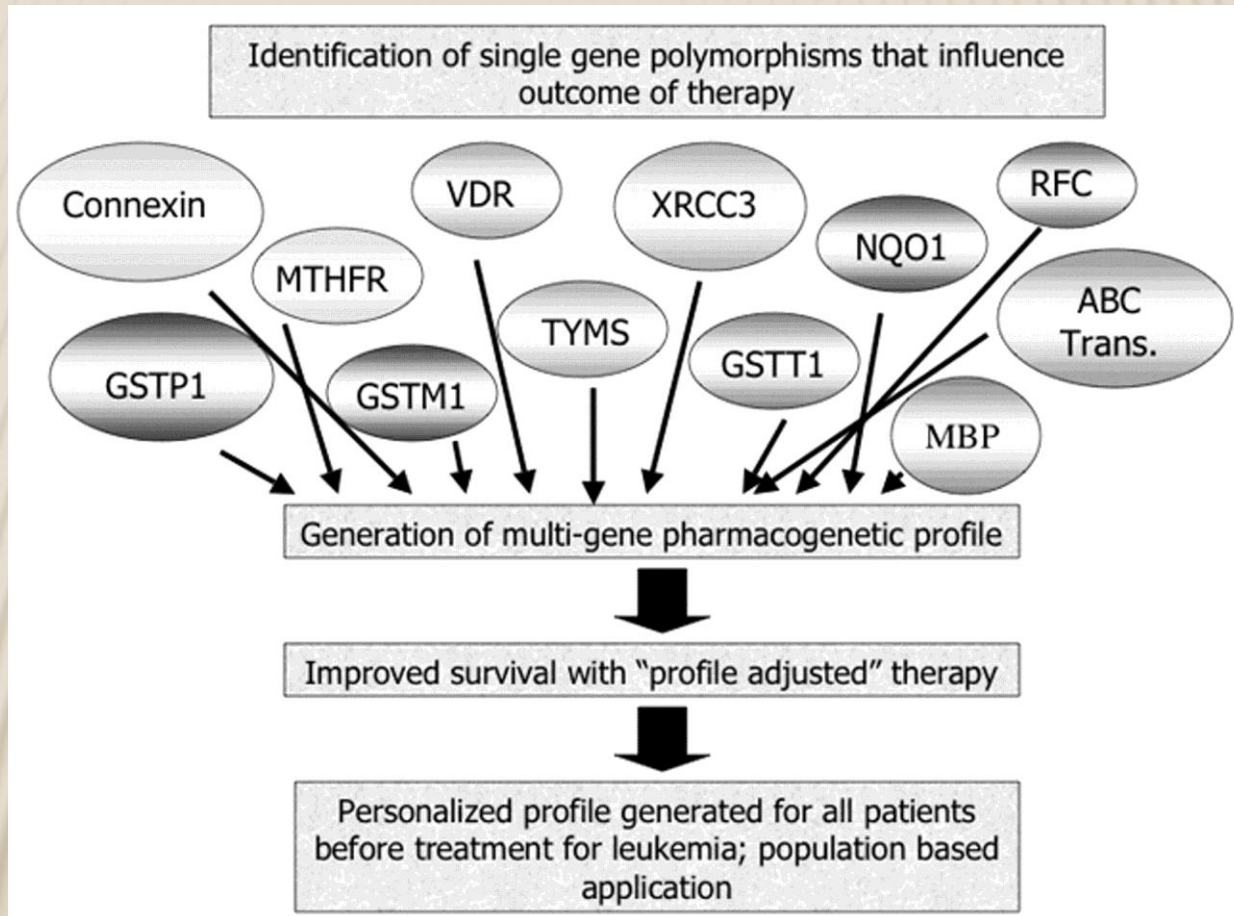 Identification of single gene polymorphisms that influence
outcome of therapy
Connexin
VDR
XRCC3
RFC
MTHFR
NQO1
GSTP1
GSTM1
TYMS
GSTT1
ABC
Trans.
MBP
Generation of multi-gene pharmacogenetic profile
Improved survival with “profile adjusted” therapy
Personalized profile generated for all patients
before treatment for leukemia; population based
application